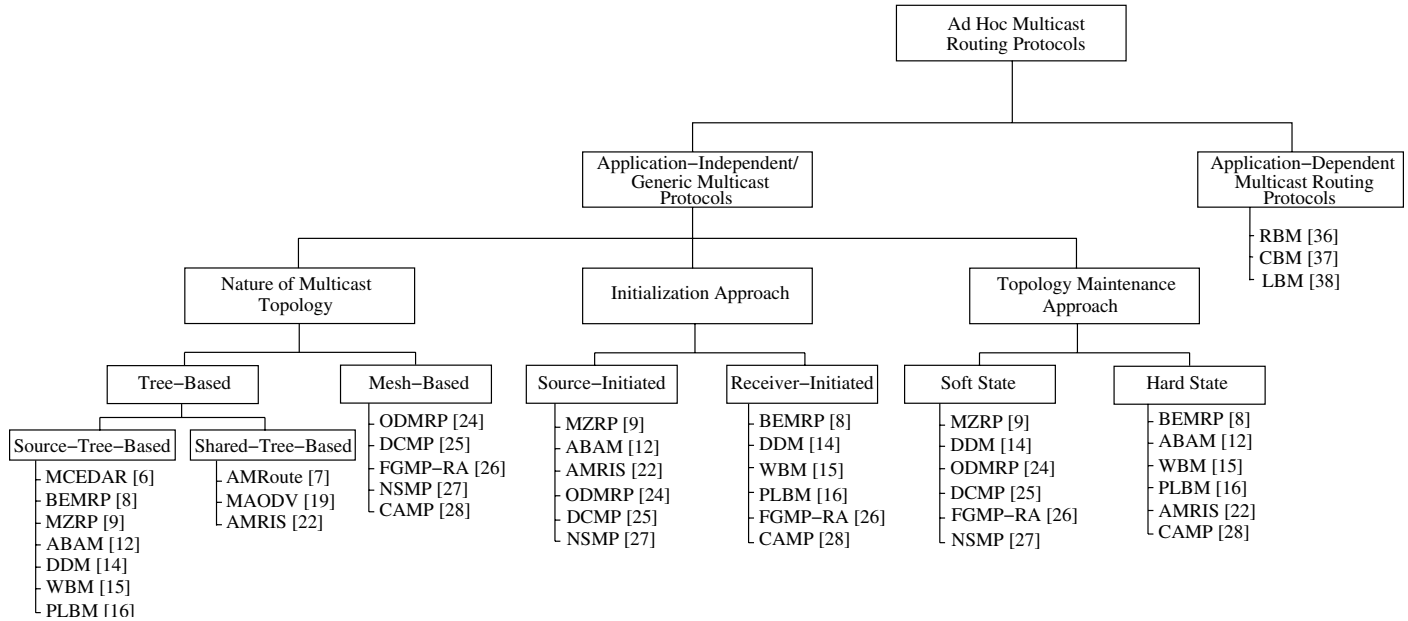 Ad Hoc Multicast
Routing Protocols
Application−Independent/
Generic Multicast
Protocols
Application−Dependent
Multicast Routing
Protocols
RBM [36]
CBM [37]
LBM [38]
Nature of Multicast
Topology
Initialization Approach
Topology Maintenance
Approach
Tree−Based
Mesh−Based
Source−Initiated
Receiver−Initiated
Soft State
Hard State
Source−Tree−Based
Shared−Tree−Based
MCEDAR [6]
BEMRP [8]
MZRP [9]
ABAM [12]
DDM [14]
WBM [15]
PLBM [16]
AMRoute [7]
MAODV [19]
AMRIS [22]
ODMRP [24]
DCMP [25]
FGMP−RA [26]
NSMP [27]
CAMP [28]
MZRP [9]
ABAM [12]
AMRIS [22]
ODMRP [24]
DCMP [25]
NSMP [27]
BEMRP [8]
DDM [14]
WBM [15]
PLBM [16]
FGMP−RA [26]
CAMP [28]
MZRP [9]
DDM [14]
ODMRP [24]
DCMP [25]
FGMP−RA [26]
NSMP [27]
BEMRP [8]
ABAM [12]
WBM [15]
PLBM [16]
AMRIS [22]
CAMP [28]